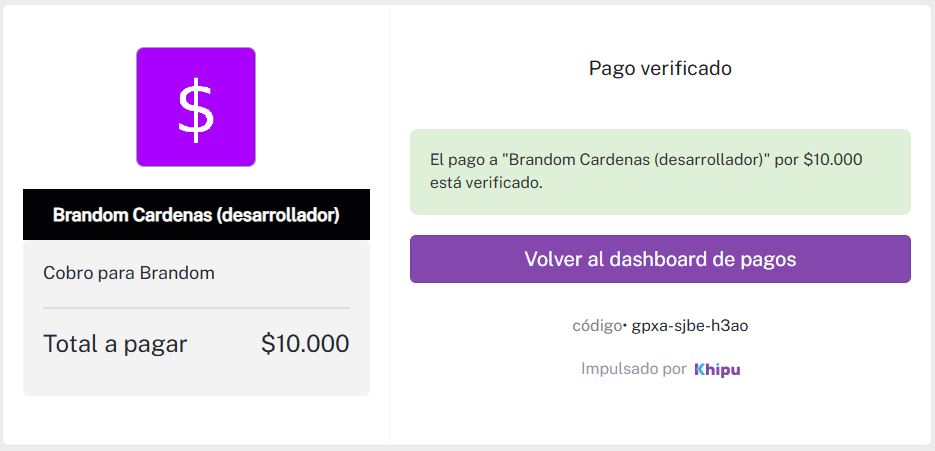 $
Brandom Cardenas (desarrollador)
Cobro para Brandom
Total a pagar $10.000
Pago verificado
El pago a "Brandom Cardenas (desarrollador)" por $10.000
está verificado.
Volver al dashboard de pagos
código• gpxa-sjbe-h3ao
Impulsado por Khipu